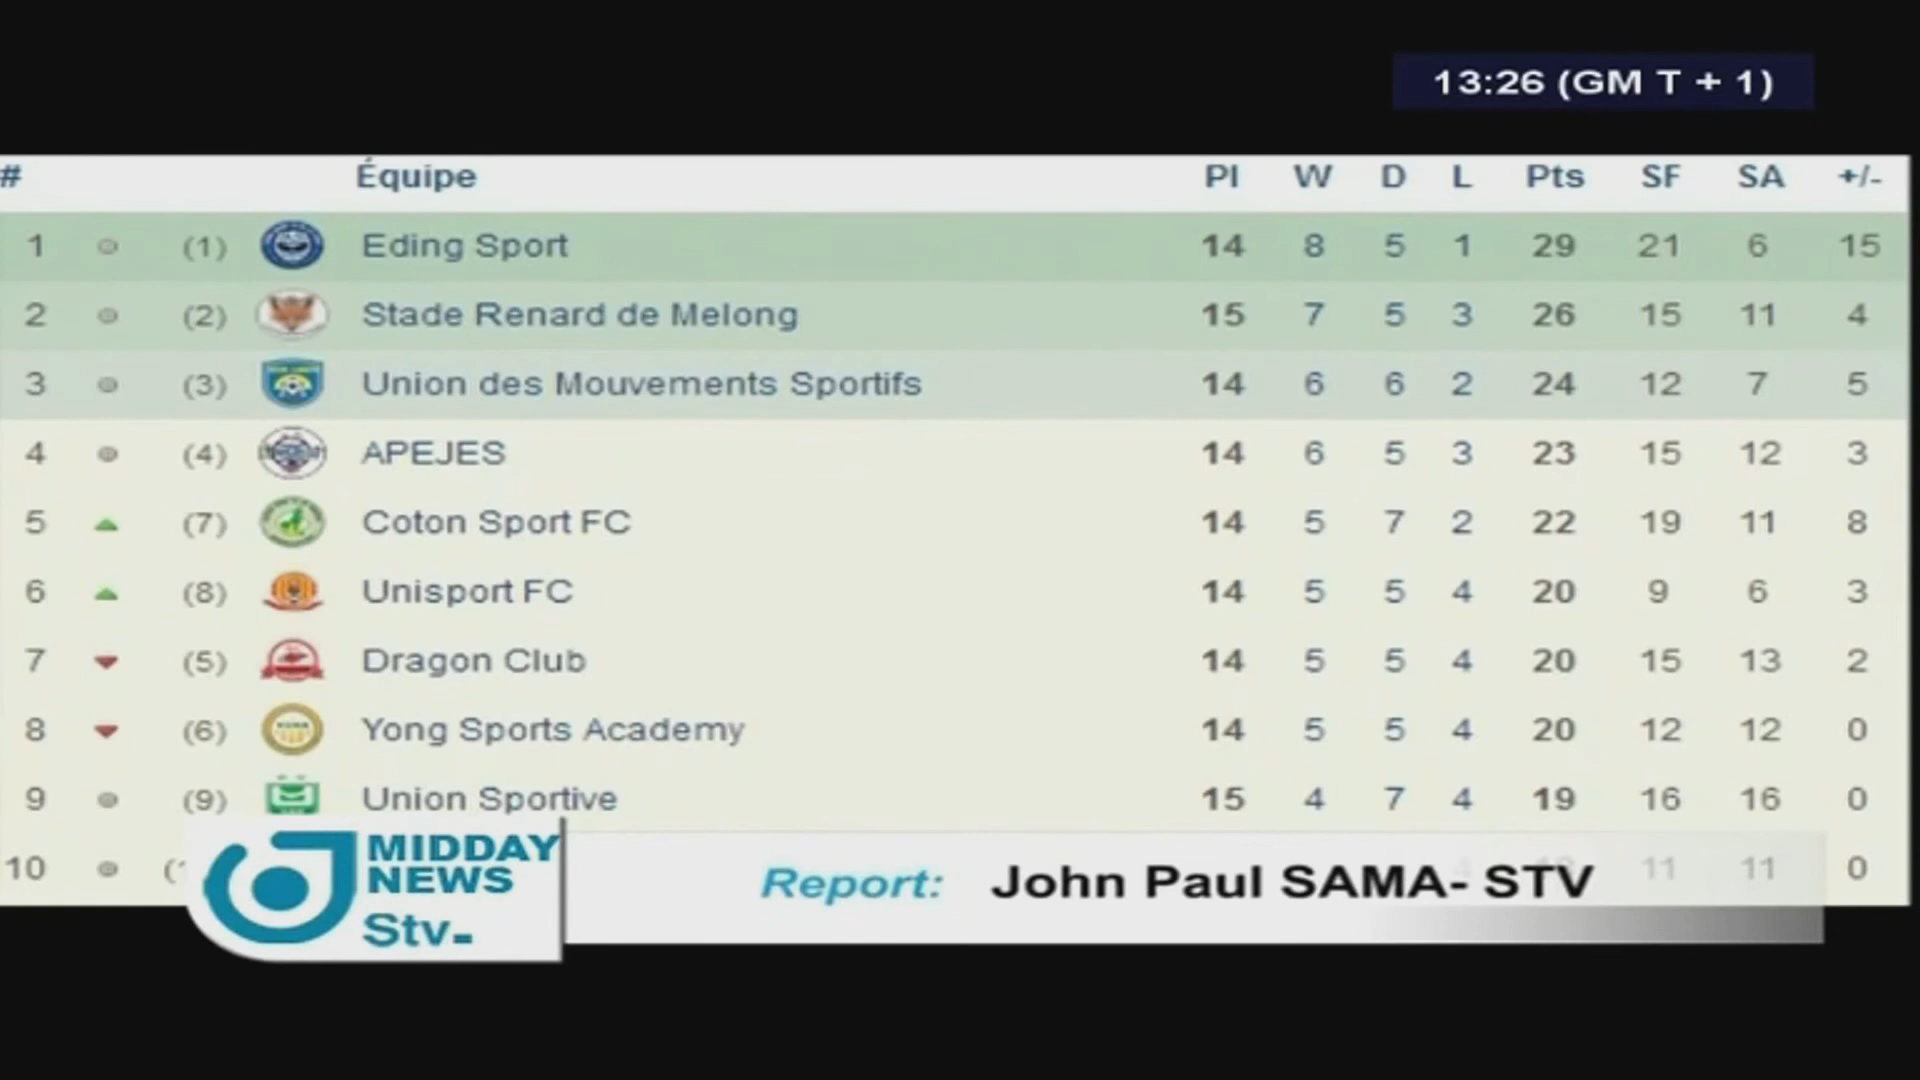 13:26 (GM T + 1)
# Équipe Pl W D L Pts SF SA +/-
1 (1) Eding Sport 14 8 5 1 29 21 6 15
2 (2) Stade Renard de Melong 15 7 5 3 26 15 11 4
3 (3) Union des Mouvements Sportifs 14 6 6 2 24 12 7 5
4 (4) APEJES 14 6 5 3 23 15 12 3
5 (7) Coton Sport FC 14 5 7 2 22 19 11 8
6 (8) Unisport FC 14 5 5 4 20 9 6 3
7 (5) Dragon Club 14 5 5 4 20 15 13 2
8 (6) Yong Sports Academy 14 5 5 4 20 12 12 0
9 (9) Union Sportive 15 4 7 4 19 16 16 0
10 11 11 0
MIDDAY
NEWS
Stv
Report: John Paul SAMA- STV